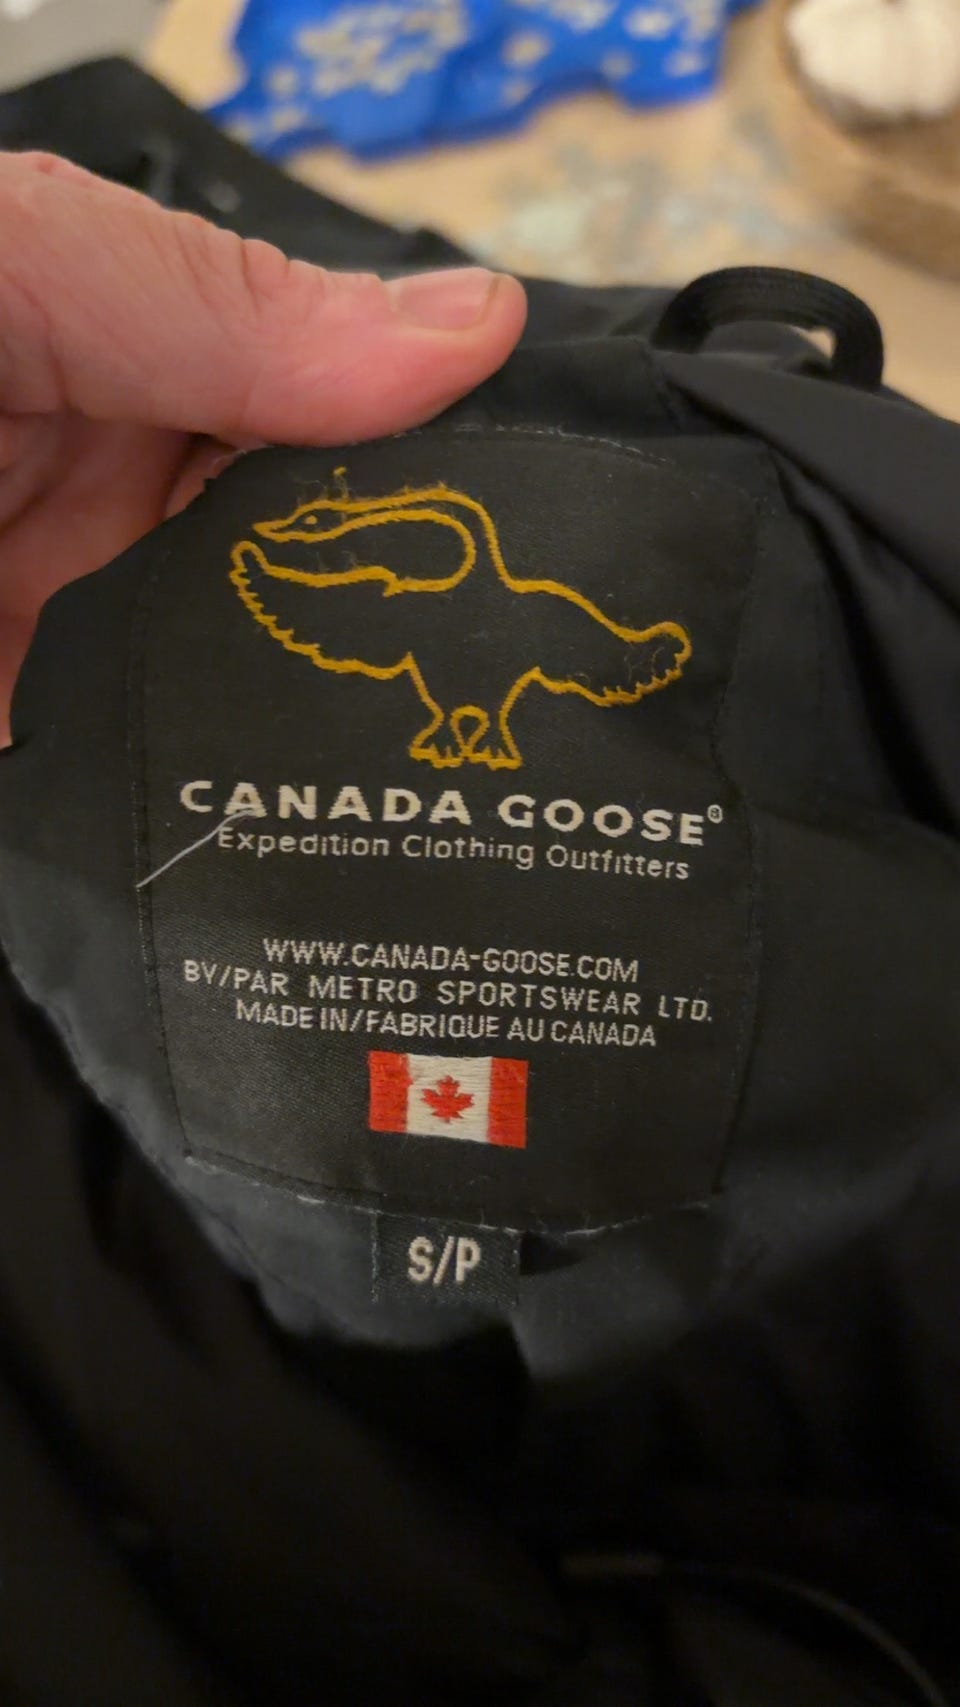 CANADA GOOSE®
Expedition Clothing Outfitters
WWW.CANADA-GOOSE.COM
BY/PAR METRO SPORTSWEAR LTD.
MADE IN/FABRIQUE AU CANADA
S/P